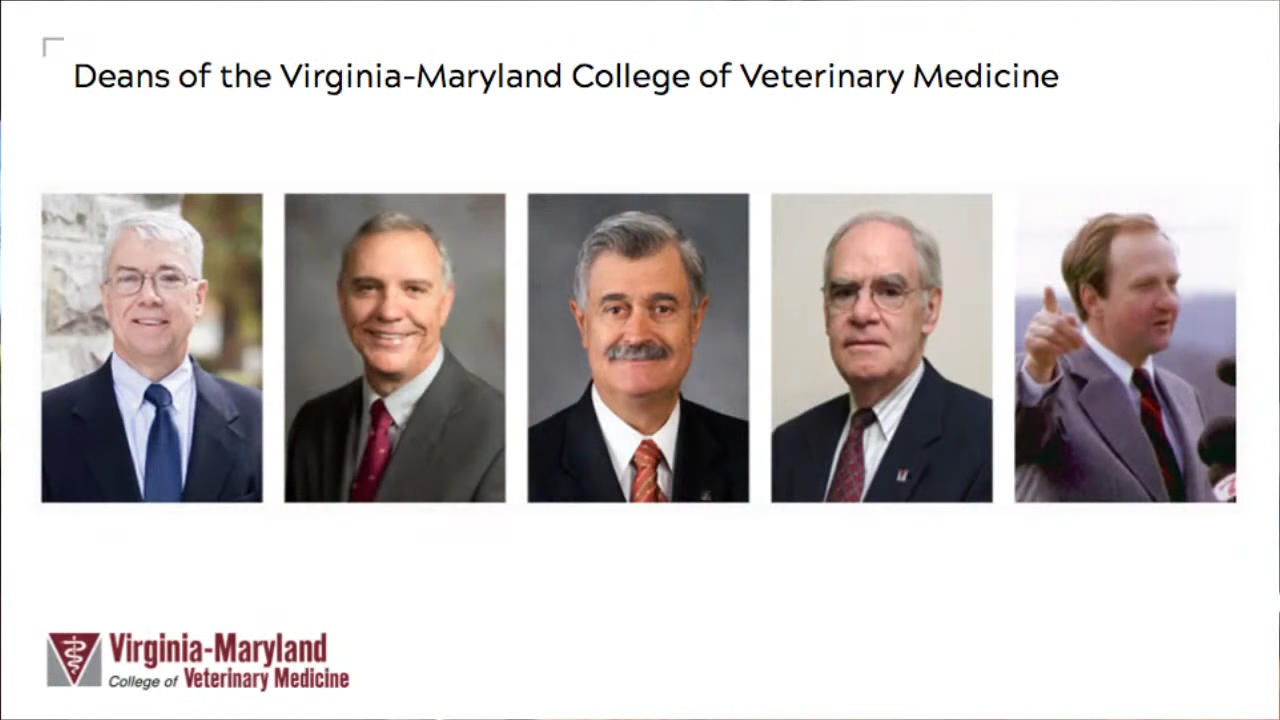 Deans of the Virginia-Maryland College of Veterinary Medicine
Virginia-Maryland
College of Veterinary Medicine